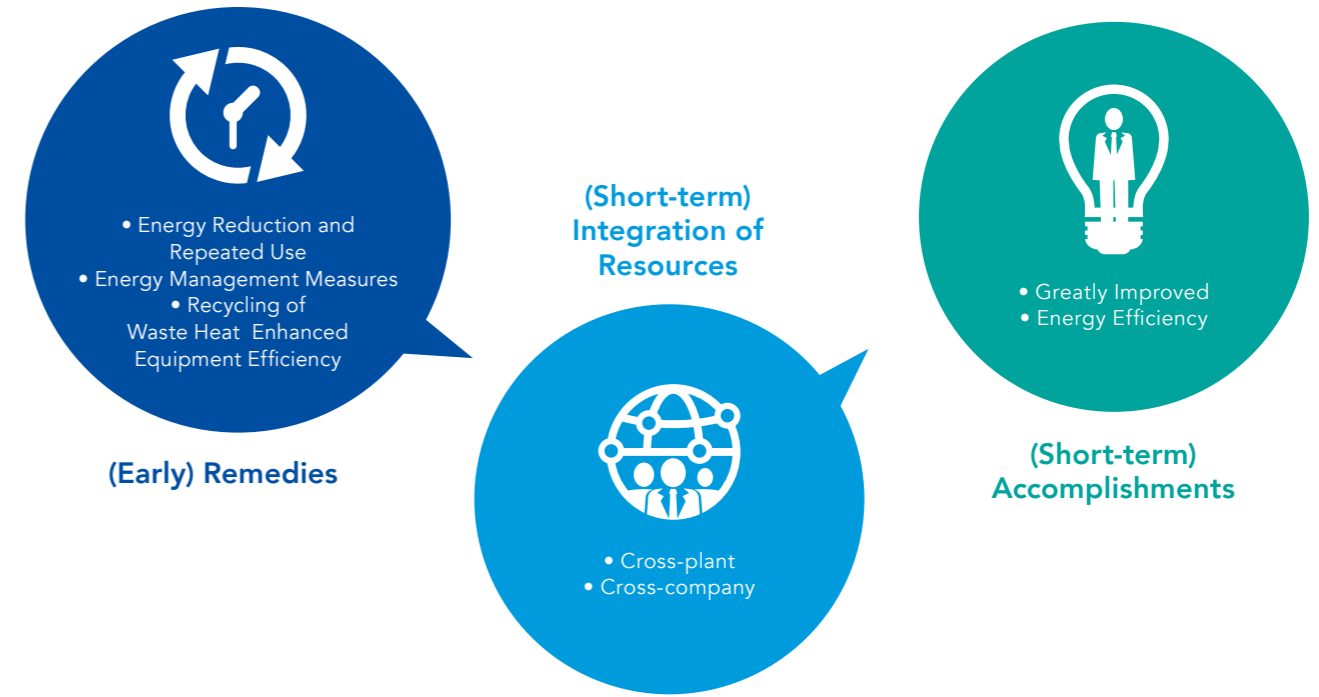 • Energy Reduction and
Repeated Use
• Energy Management Measures
• Recycling of
Waste Heat Enhanced
Equipment Efficiency
(Early) Remedies
(Short-term)
Integration of
Resources
• Cross-plant
• Cross-company
• Greatly Improved
• Energy Efficiency
(Short-term)
Accomplishments